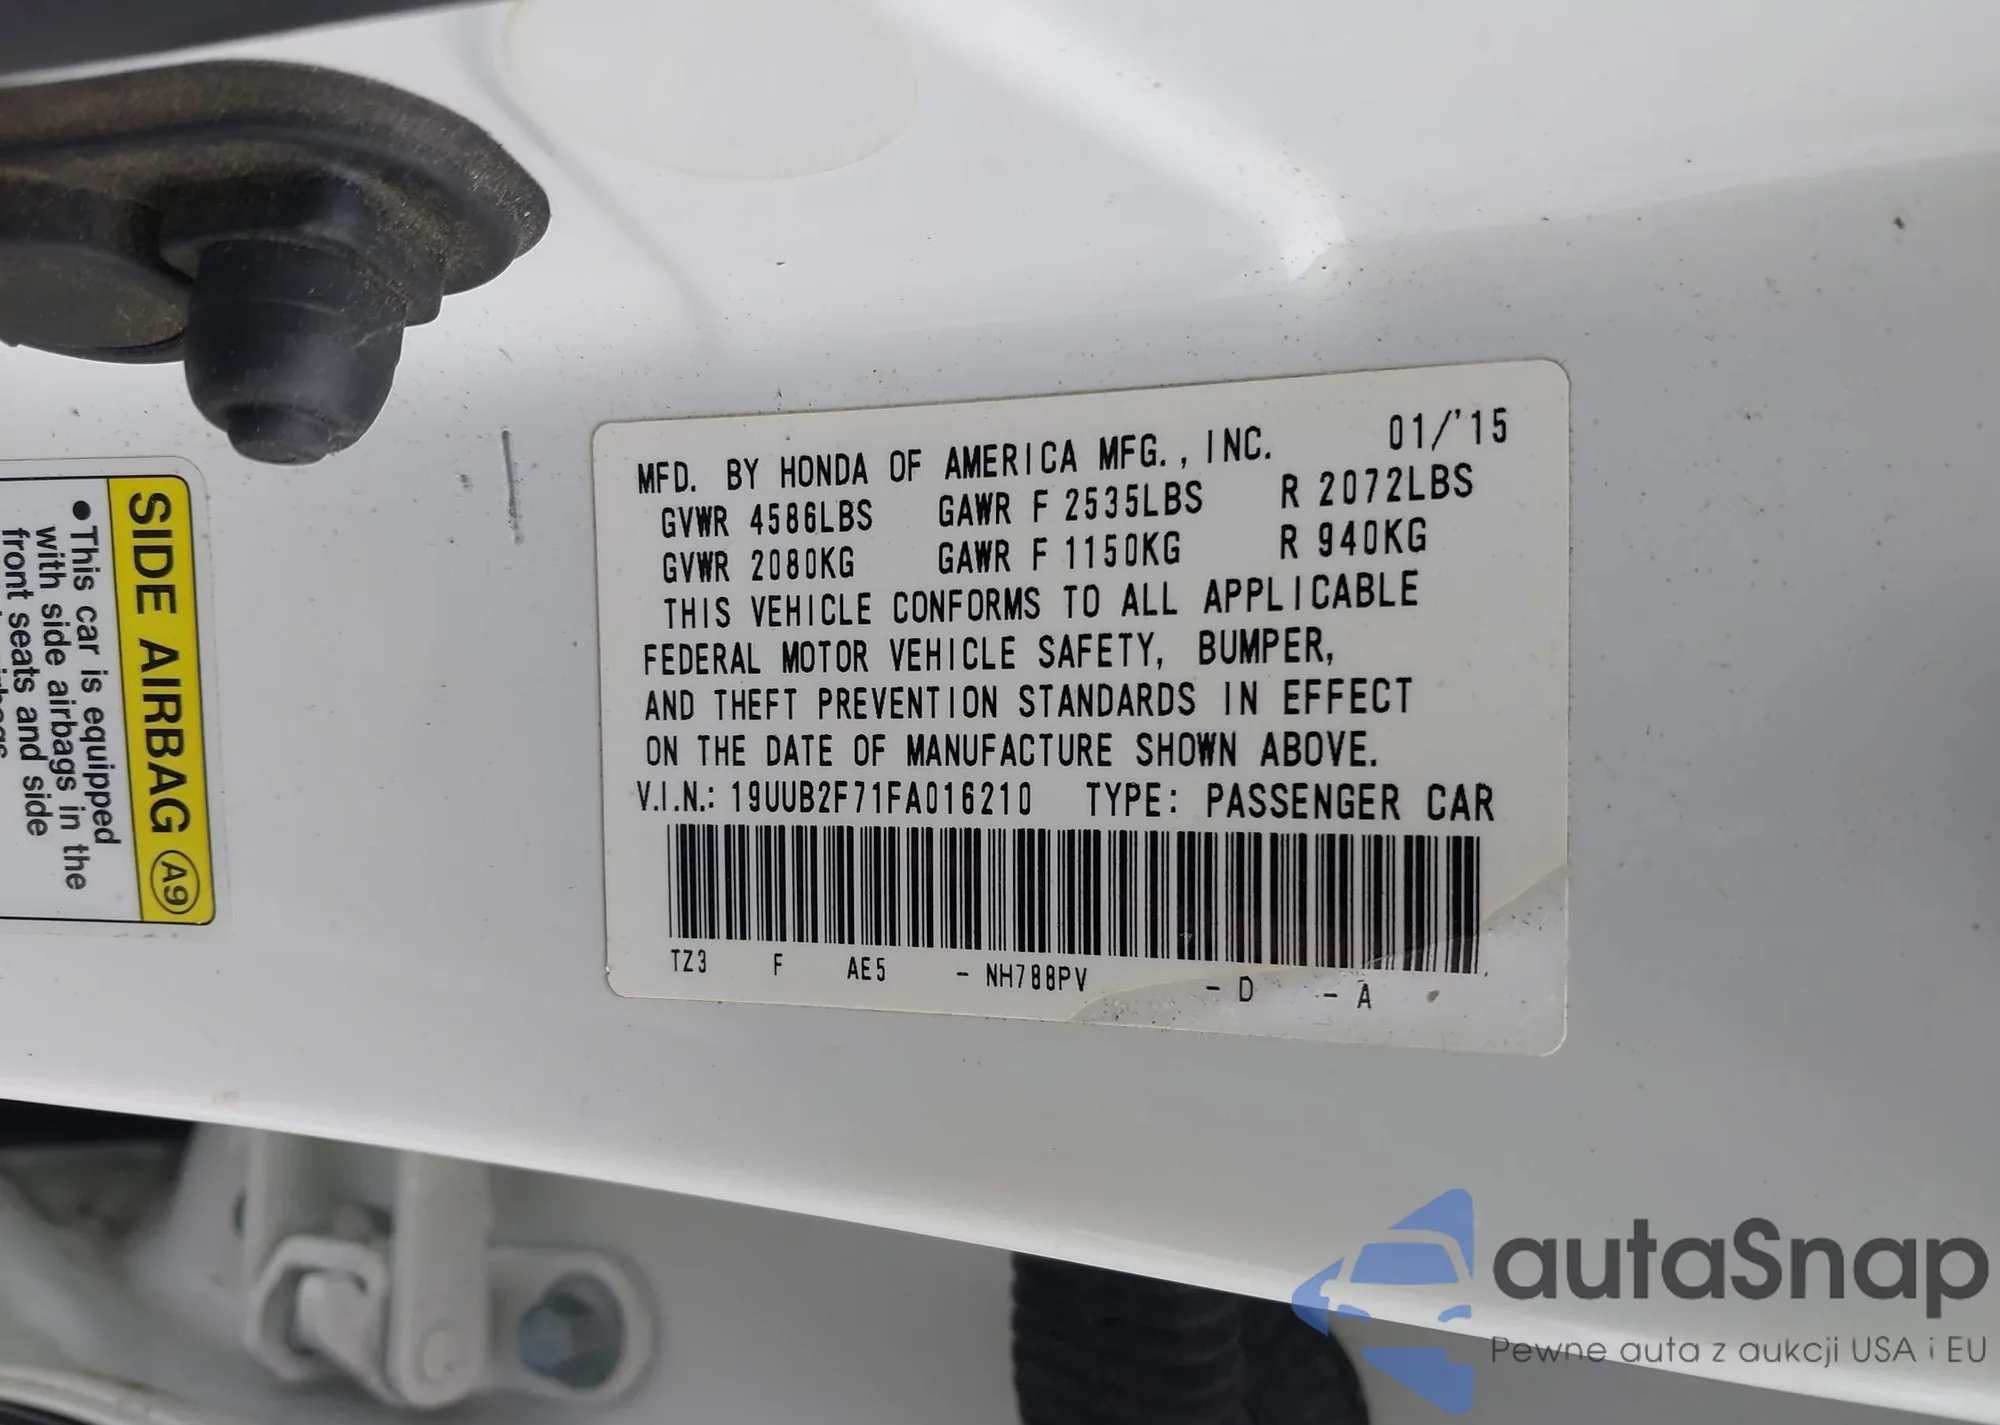 MFD. BY HONDA OF AMERICA MFG., INC. 01/'15
GVWR 4586LBS GAWR F 2535LBS R 2072LBS
GVWR 2080KG GAWR F 1150KG R 940KG
THIS VEHICLE CONFORMS TO ALL APPLICABLE
FEDERAL MOTOR VEHICLE SAFETY, BUMPER,
AND THEFT PREVENTION STANDARDS IN EFFECT
ON THE DATE OF MANUFACTURE SHOWN ABOVE.
V.I.N.: 19UUB2F71FA016210 TYPE: PASSENGER CAR
TZ3 F AE5 - NH788PV - D - A
SIDE AIRBAG A9
•This car is equipped
with side airbags in the
front seats and side
autaSnap
Pewne auta z aukcji USA i EU